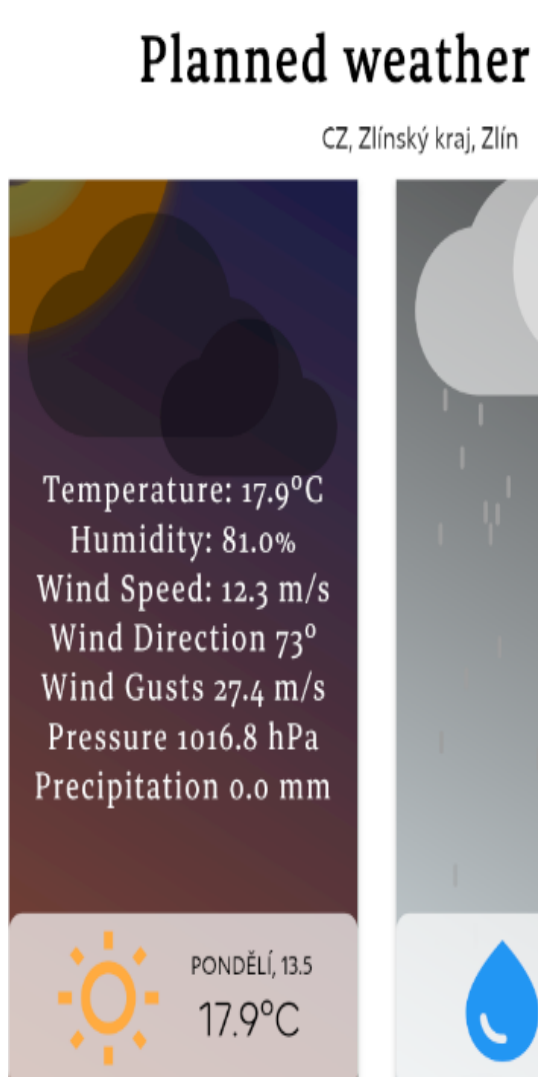 Planned weather
CZ, Zlínský kraj, Zlín
Temperature: 17.9°C
Humidity: 81.0%
Wind Speed: 12.3 m/s
Wind Direction 73°
Wind Gusts 27.4 m/s
Pressure 1016.8 hPa
Precipitation 0.0 mm
PONDĚLÍ, 13.5
17.9°C